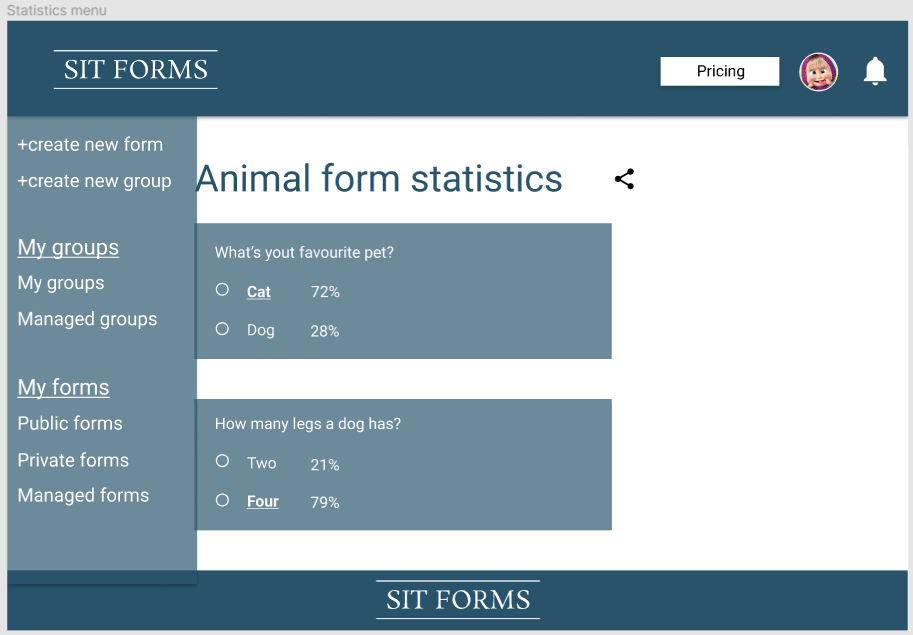 Statistics menu
SIT FORMS
Pricing
+create new form
+create new group
My groups
My groups
Managed groups
My forms
Public forms
Private forms
Managed forms
Animal form statistics
What's yout favourite pet?
Cat 72%
Dog 28%
How many legs a dog has?
Two 21%
Four 79%
SIT FORMS